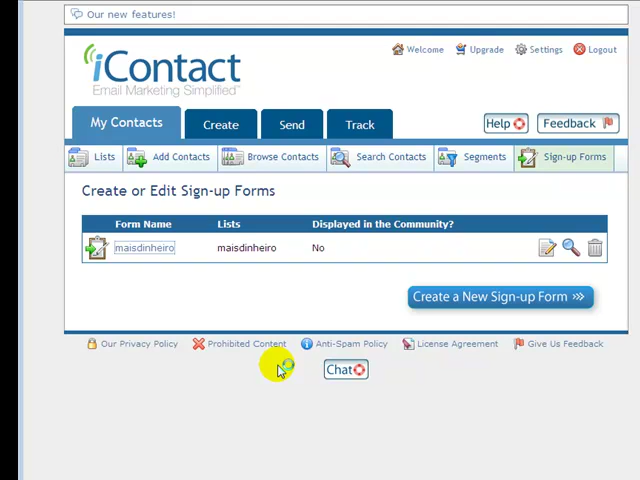 Our new features!
Welcome Upgrade Settings Logout
iContact
Email Marketing Simplified
My Contacts Create Send Track Help Feedback
Lists Add Contacts Browse Contacts Search Contacts Segments Sign-up Forms
Create or Edit Sign-up Forms
Form Name Lists Displayed in the Community?
maisdinheiro maisdinheiro No
Create a New Sign-up Form >>>
Our Privacy Policy Prohibited Content Anti-Spam Policy License Agreement Give Us Feedback
Chat